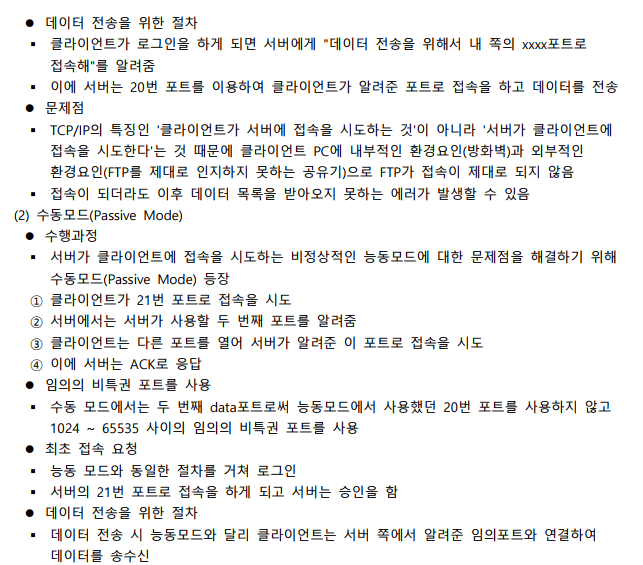 ● 데이터 전송을 위한 절차
▪ 클라이언트가 로그인을 하게 되면 서버에게 "데이터 전송을 위해서 내 쪽의 xxxx포트로
접속해"를 알려줌
▪ 이에 서버는 20번 포트를 이용하여 클라이언트가 알려준 포트로 접속을 하고 데이터를 전송
● 문제점
▪ TCP/IP의 특징인 '클라이언트가 서버에 접속을 시도하는 것'이 아니라 '서버가 클라이언트에
접속을 시도한다'는 것 때문에 클라이언트 PC에 내부적인 환경요인(방화벽)과 외부적인
환경요인(FTP를 제대로 인지하지 못하는 공유기)으로 FTP가 접속이 제대로 되지 않음
▪ 접속이 되더라도 이후 데이터 목록을 받아오지 못하는 에러가 발생할 수 있음
(2) 수동모드(Passive Mode)
● 수행과정
▪ 서버가 클라이언트에 접속을 시도하는 비정상적인 능동모드에 대한 문제점을 해결하기 위해
수동모드(Passive Mode) 등장
① 클라이언트가 21번 포트로 접속을 시도
② 서버에서는 서버가 사용할 두 번째 포트를 알려줌
③ 클라이언트는 다른 포트를 열어 서버가 알려준 이 포트로 접속을 시도
④ 이에 서버는 ACK로 응답
● 임의의 비특권 포트를 사용
▪ 수동 모드에서는 두 번째 data포트로써 능동모드에서 사용했던 20번 포트를 사용하지 않고
1024 ~ 65535 사이의 임의의 비특권 포트를 사용
● 최초 접속 요청
▪ 능동 모드와 동일한 절차를 거쳐 로그인
▪ 서버의 21번 포트로 접속을 하게 되고 서버는 승인을 함
● 데이터 전송을 위한 절차
▪ 데이터 전송 시 능동모드와 달리 클라이언트는 서버 쪽에서 알려준 임의포트와 연결하여
데이터를 송수신